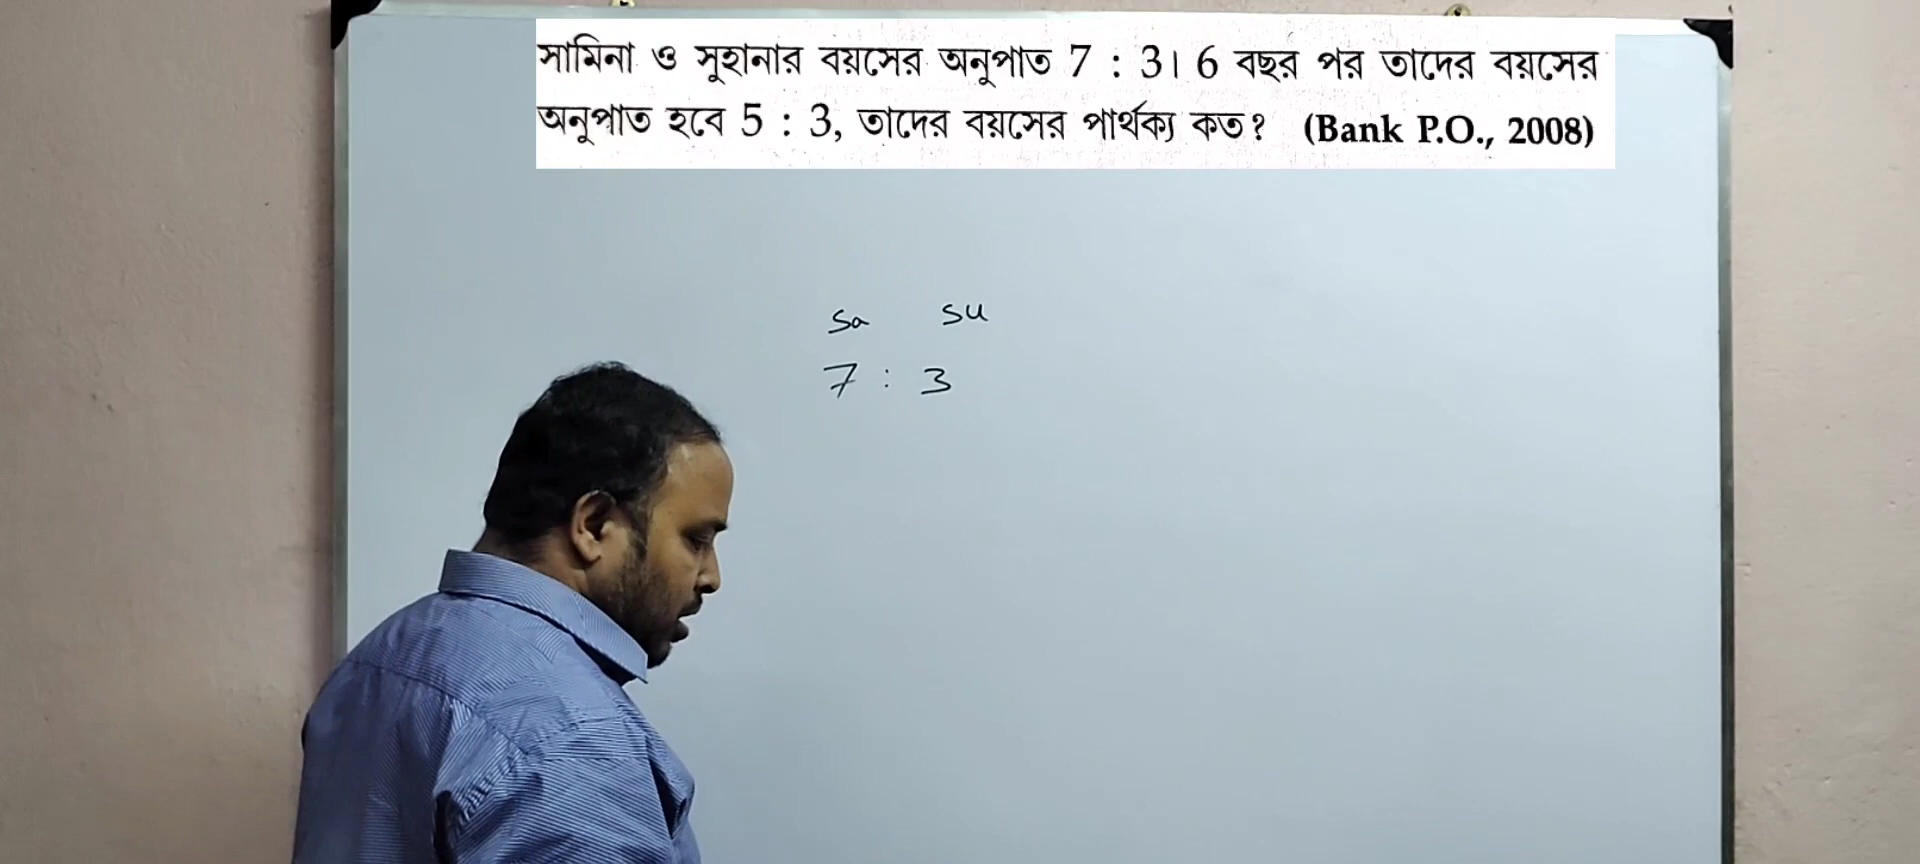 সামিনা ও সুহানার বয়সের অনুপাত 7 : 3। 6 বছর পর তাদের বয়সের
অনুপাত হবে 5 : 3, তাদের বয়সের পার্থক্য কত? (Bank P.O., 2008)
Sa Su
7 : 3